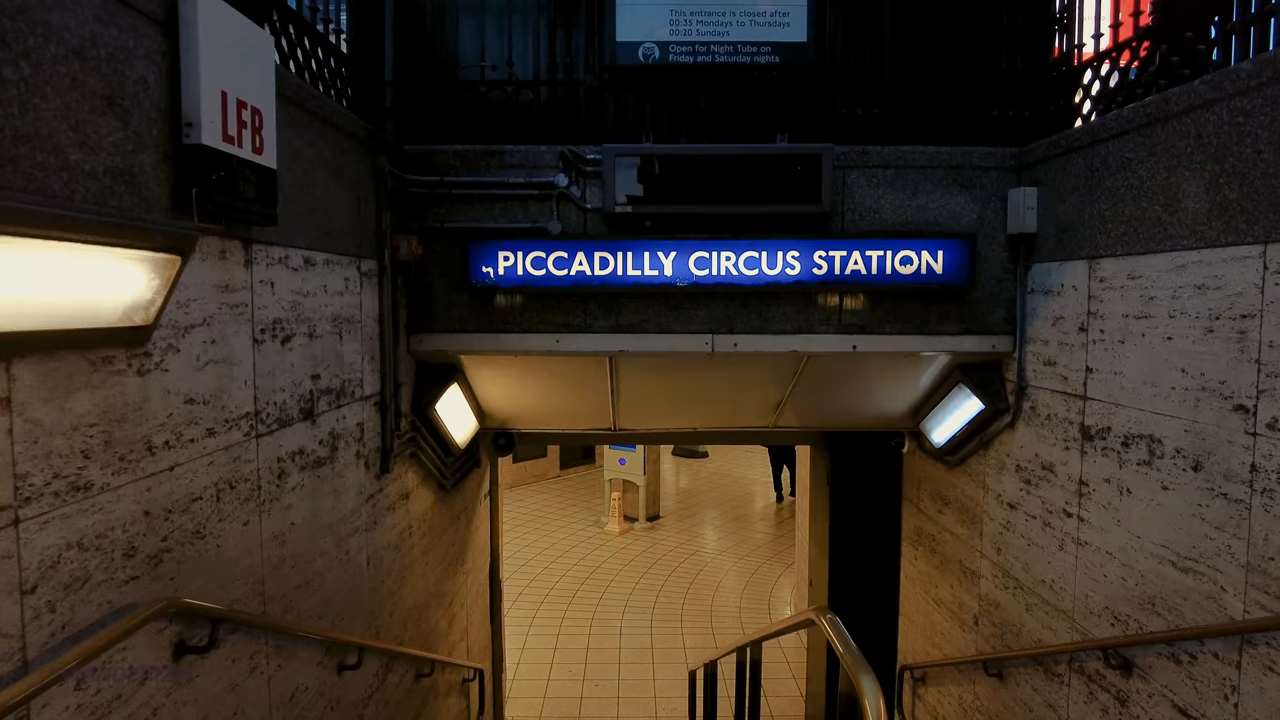 This entrance is closed after
00:35 Mondays to Thursdays
00:20 Sundays
Open for Night Tube on
Friday and Saturday nights
LFB
PICCADILLY CIRCUS STATION